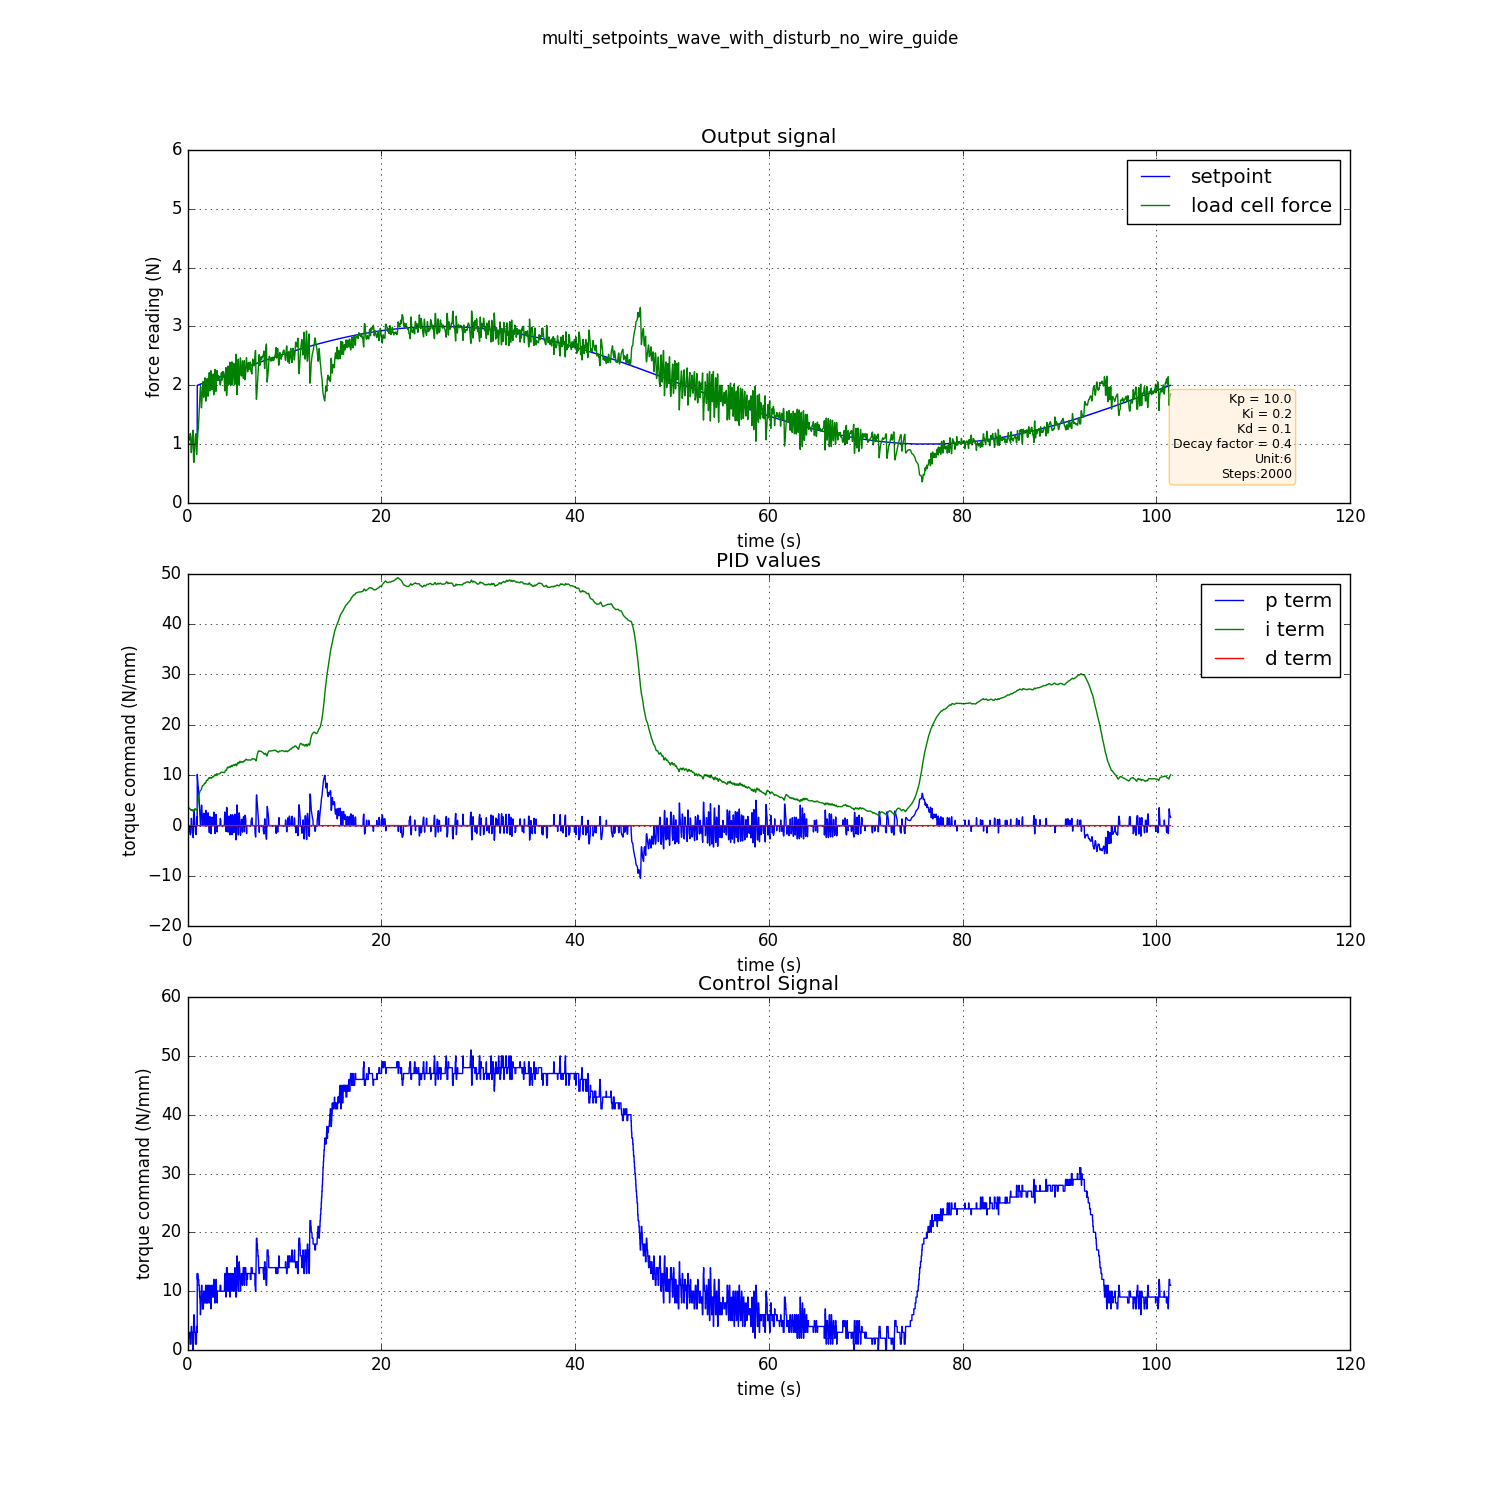 multi_setpoints_wave_with_disturb_no_wire_guide
Output signal
force reading (N)
6
5
4
3
2
1
0
setpoint
load cell force
Kp = 10.0
Ki = 0.2
Kd = 0.1
Decay factor = 0.4
Unit:6
Steps:2000
0 20 40 60 80 100 120
time (s)
PID values
torque command (N/mm)
50
40
30
20
10
0
−10
−20
p term
i term
d term
0 20 40 60 80 100 120
time (s)
Control Signal
torque command (N/mm)
60
50
40
30
20
10
0
0 20 40 60 80 100 120
time (s)